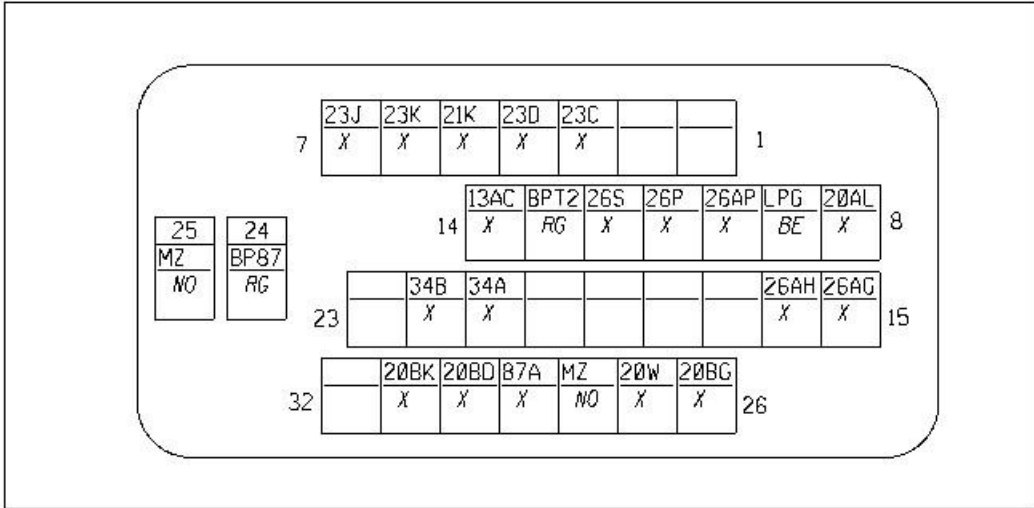 23J 23K 21K 23D 23C
7 X X X X X 1
13AC BPT2 26S 26P 26AP LPG 20AL
14 X RG X X X BE X 8
25 24
MZ BP87
NO RG
34B 34A 26AH 26AG
23 X X X X 15
20BK 20BD 87A MZ 20W 20BG
32 X X X NO X X 26